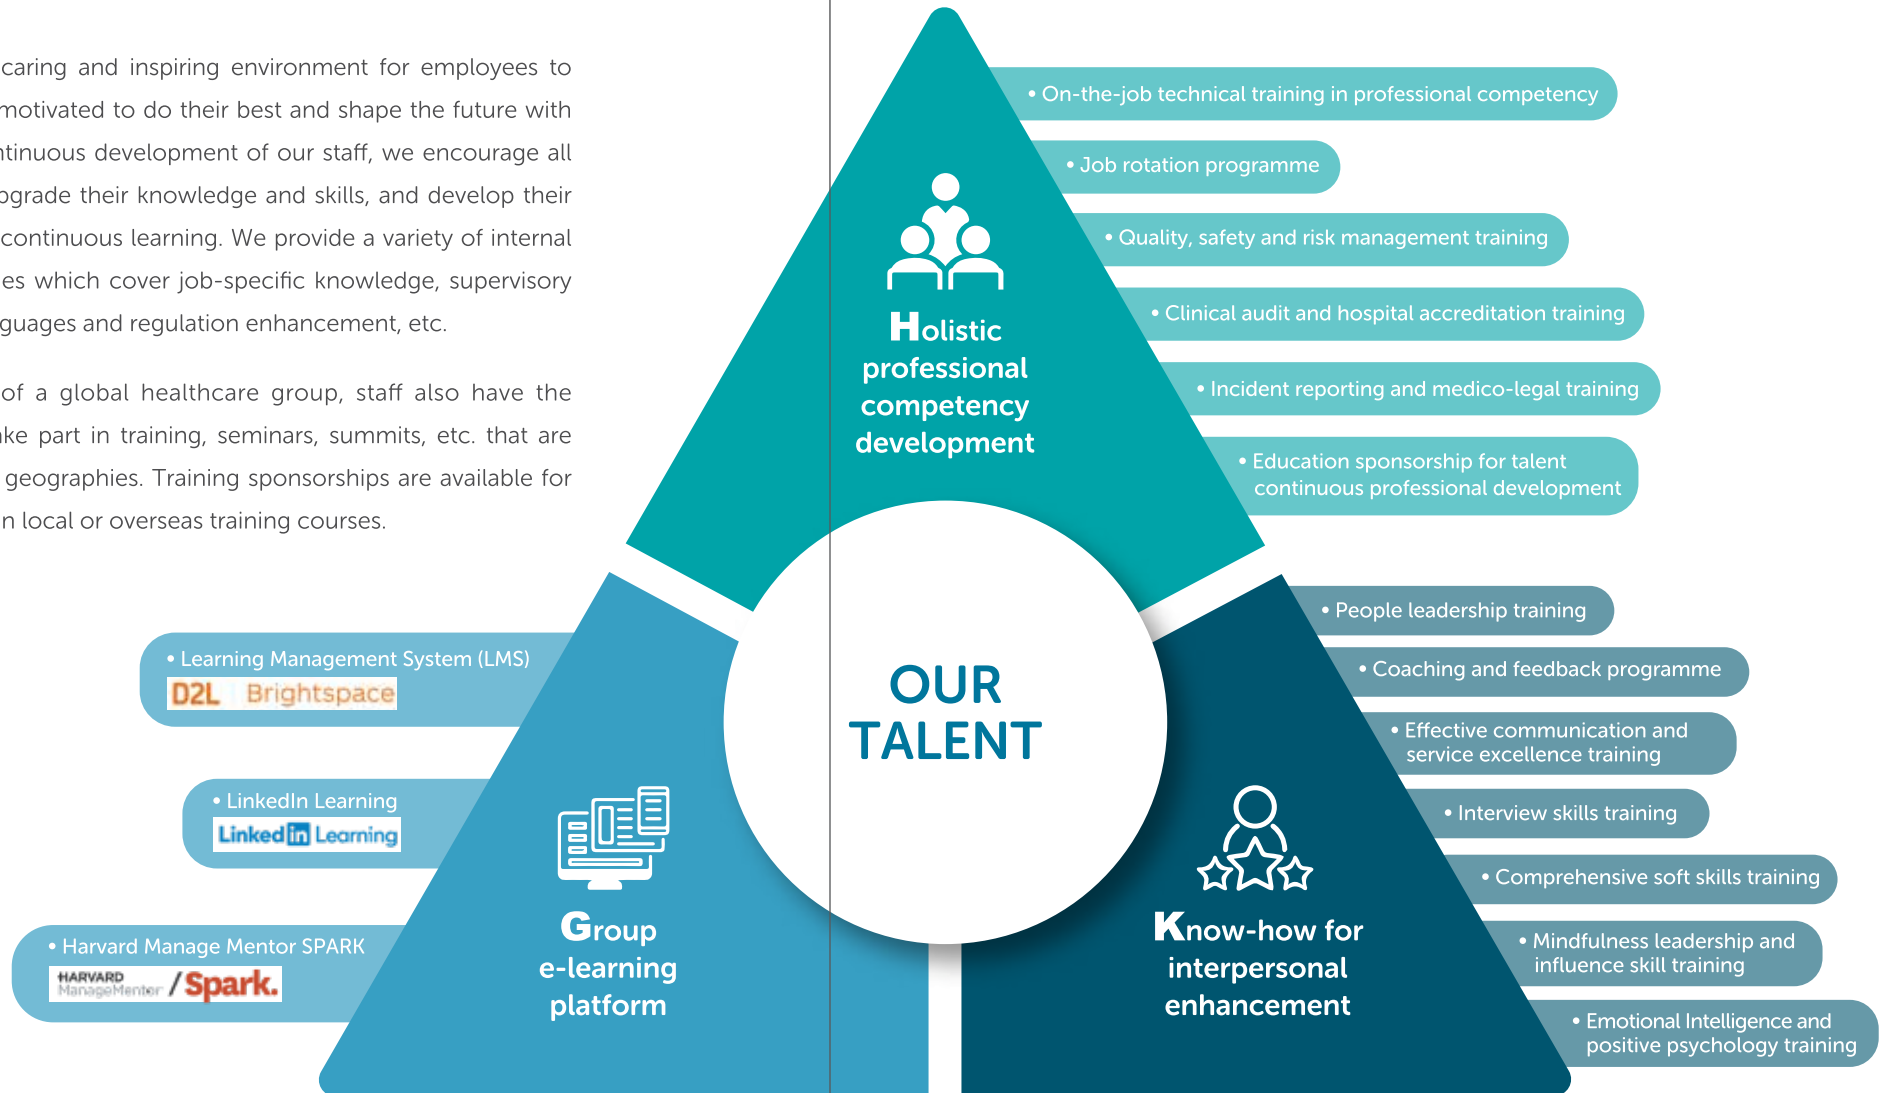 caring and inspiring environment for employees to
motivated to do their best and shape the future with
development of our staff, we encourage all
their knowledge and skills, and develop their
continuous learning. We provide a variety of internal
which cover job-specific knowledge, supervisory
and regulation enhancement, etc.
of a global healthcare group, staff also have the
part in training, seminars, summits, etc. that are
geographies. Training sponsorships are available for
local or overseas training courses.
• On-the-job technical training in professional competency
• Job rotation programme
• Quality, safety and risk management training
• Clinical audit and hospital accreditation training
• Incident reporting and medico-legal training
• Education sponsorship for talent
continuous professional development
Holistic
professional
competency
development
OUR
TALENT
• Learning Management System (LMS)
D2L Brightspace
• LinkedIn Learning
Linked in Learning
• Harvard Manage Mentor SPARK
HARVARD
ManageMentor / Spark.
Group
e-learning
platform
Know-how for
interpersonal
enhancement
• People leadership training
• Coaching and feedback programme
• Effective communication and
service excellence training
• Interview skills training
• Comprehensive soft skills training
• Mindfulness leadership and
influence skill training
• Emotional Intelligence and
positive psychology training